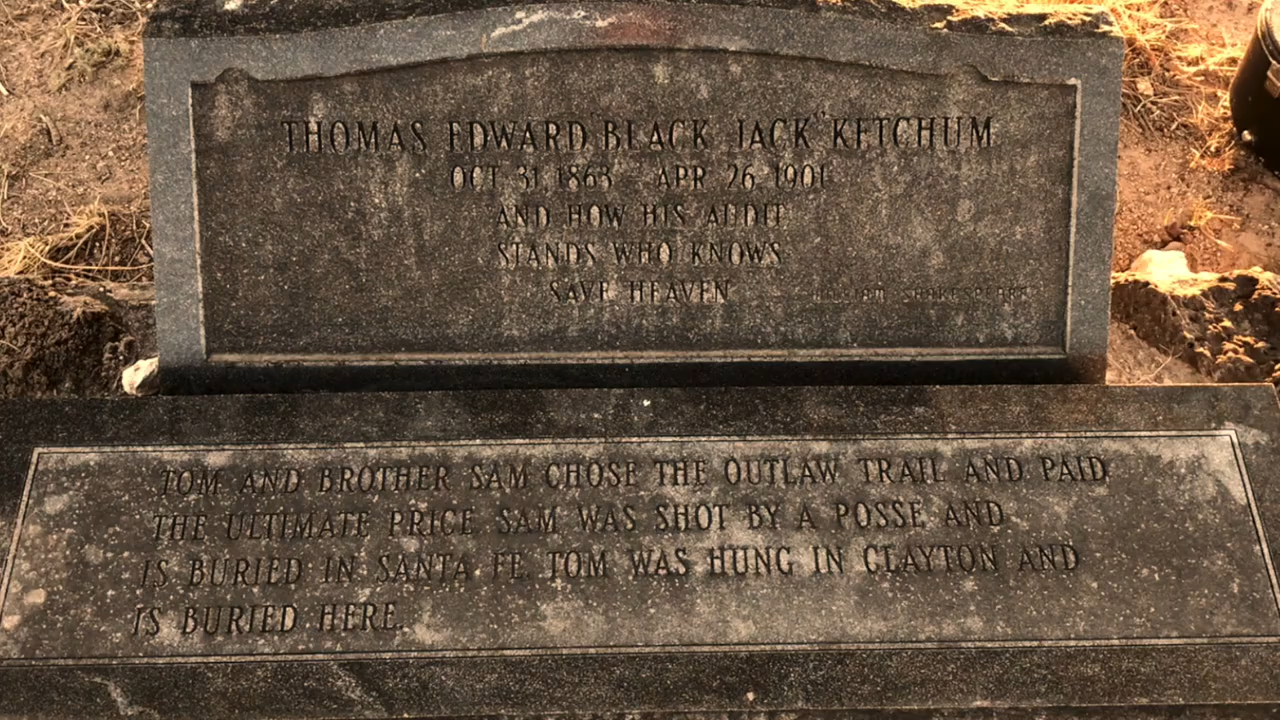 THOMAS EDWARD "BLACK JACK" KETCHUM
OCT. 31, 1863 APR. 26, 1901
AND HOW HIS AUDIT
STANDS WHO KNOWS
SAVE HEAVEN WILLIAM SHAKESPEARE
TOM AND BROTHER SAM CHOSE THE OUTLAW TRAIL AND PAID
THE ULTIMATE PRICE SAM WAS SHOT BY A POSSE AND
IS BURIED IN SANTA FE. TOM WAS HUNG IN CLAYTON AND
IS BURIED HERE.